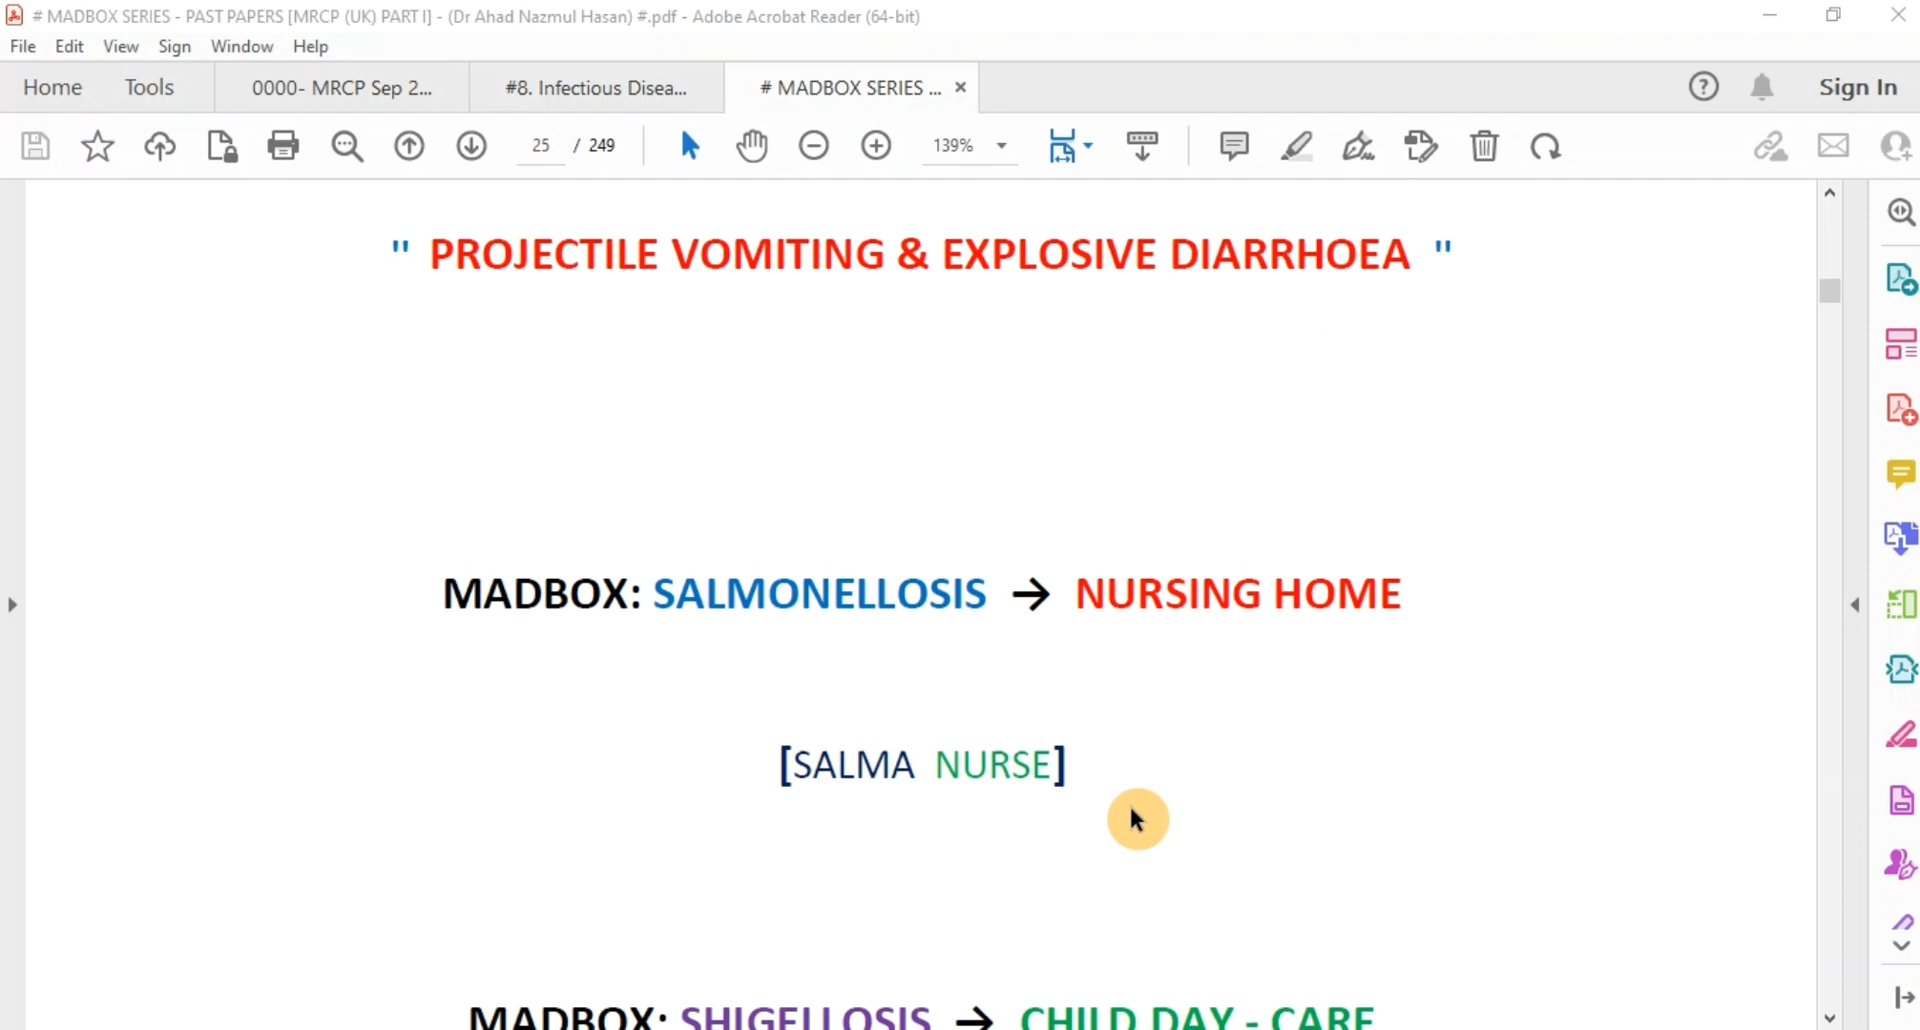 # MADBOX SERIES - PAST PAPERS [MRCP (UK) PART I] - (Dr Ahad Nazmul Hasan) #.pdf - Adobe Acrobat Reader (64-bit)
File Edit View Sign Window Help
Home Tools 0000- MRCP Sep 2... #8. Infectious Disea... # MADBOX SERIES ... × Sign In
25 / 249 139%
" PROJECTILE VOMITING & EXPLOSIVE DIARRHOEA "
MADBOX: SALMONELLOSIS → NURSING HOME
[SALMA NURSE]
MADBOX: SHIGELLOSIS → CHILD DAY - CARE